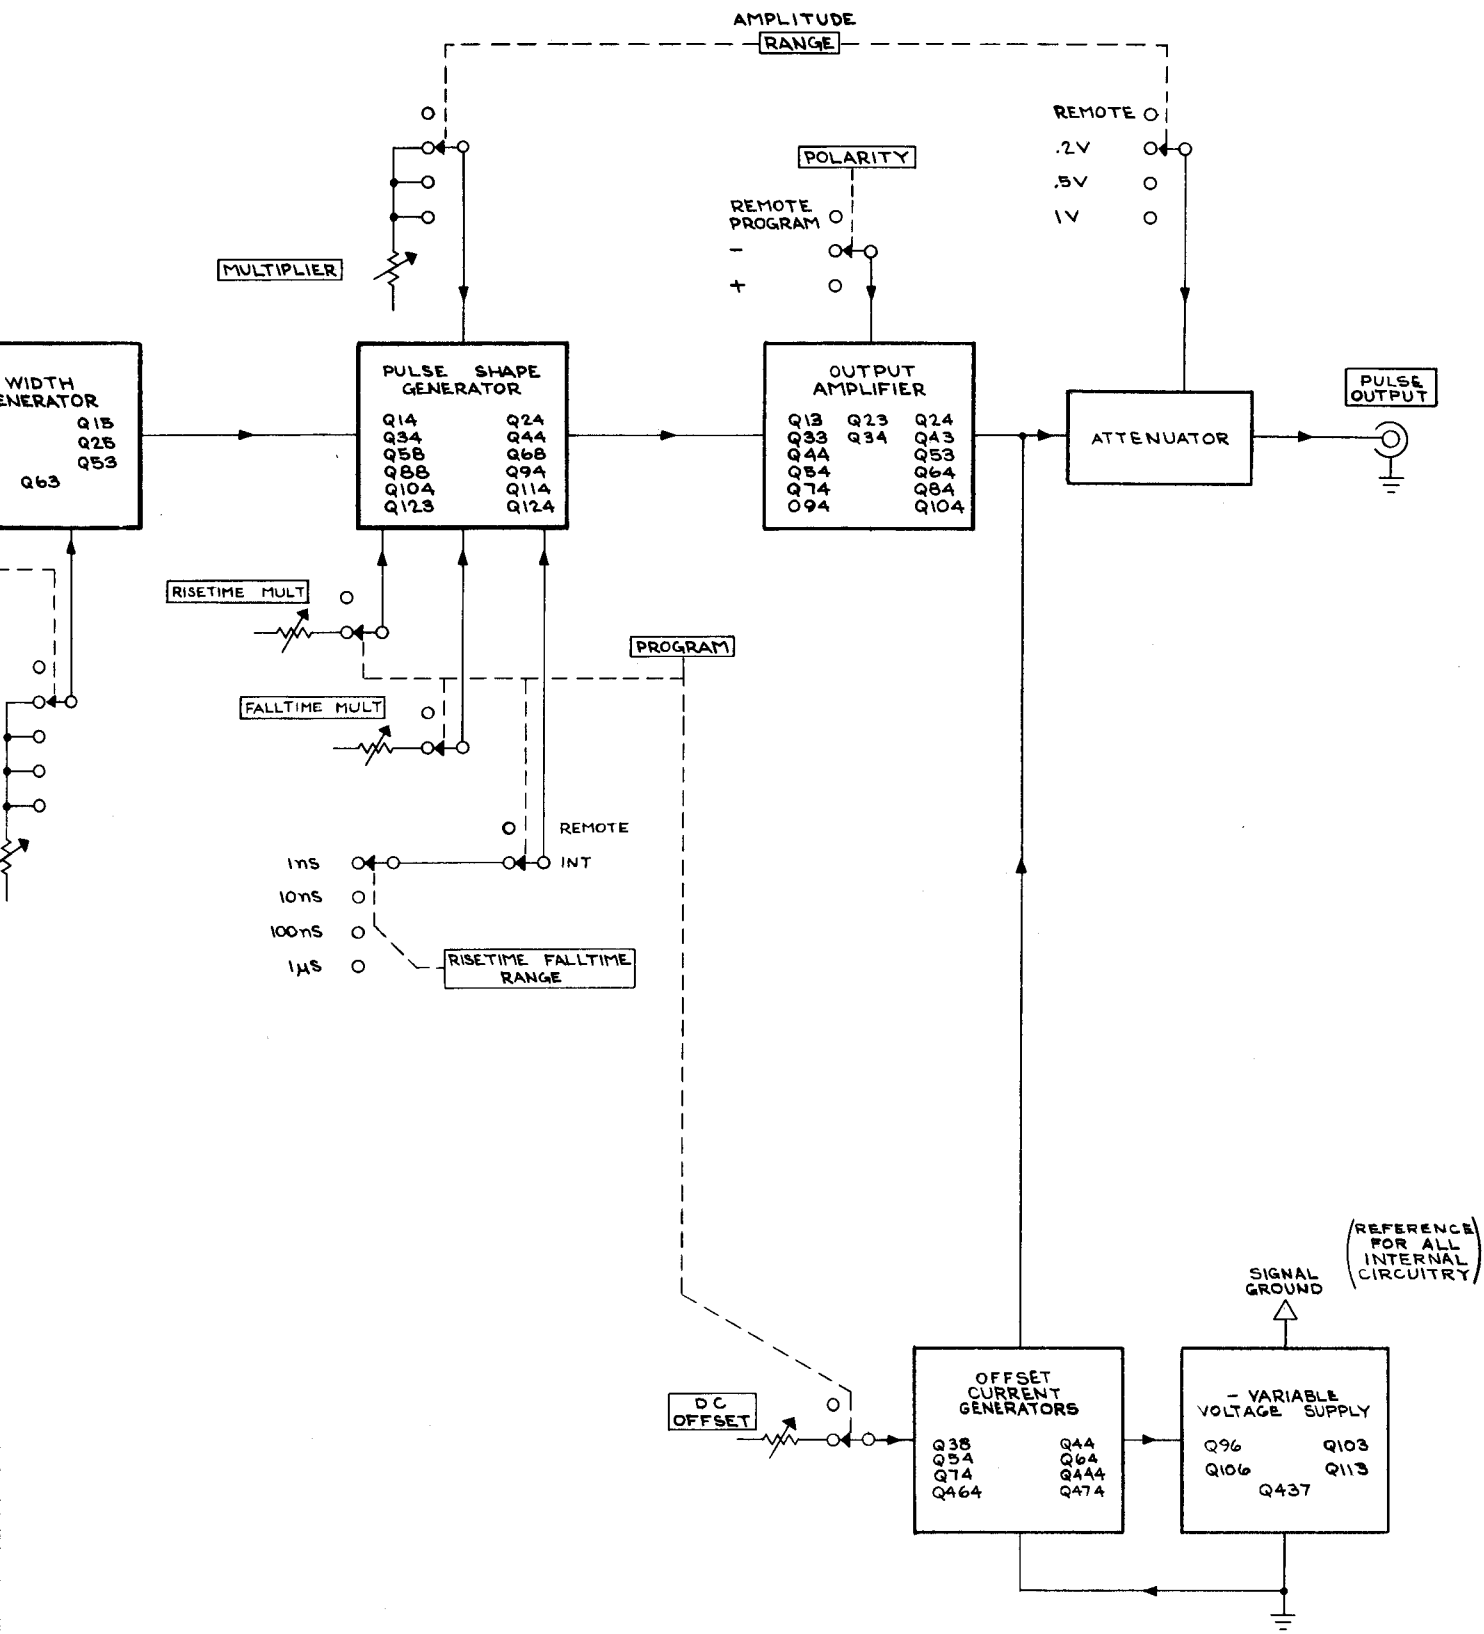 AMPLITUDE
RANGE
REMOTE
.2V
.5V
1V
POLARITY
REMOTE
PROGRAM
-
+
MULTIPLIER
WIDTH
ENERATOR
Q15
Q25
Q53
Q63
PULSE SHAPE
GENERATOR
Q14 Q24
Q34 Q44
Q58 Q68
Q88 Q94
Q104 Q114
Q123 Q124
OUTPUT
AMPLIFIER
Q13 Q23 Q24
Q33 Q34 Q43
Q44 Q53
Q54 Q64
Q74 Q84
O94 Q104
ATTENUATOR
PULSE
OUTPUT
RISETIME MULT
PROGRAM
FALLTIME MULT
REMOTE
1nS
INT
10nS
100nS
1µS
RISETIME FALLTIME
RANGE
(REFERENCE
FOR ALL
INTERNAL
CIRCUITRY)
SIGNAL
GROUND
DC
OFFSET
OFFSET
CURRENT
GENERATORS
Q38 Q44
Q54 Q64
Q74 Q444
Q464 Q474
- VARIABLE
VOLTAGE SUPPLY
Q96 Q103
Q106 Q113
Q437